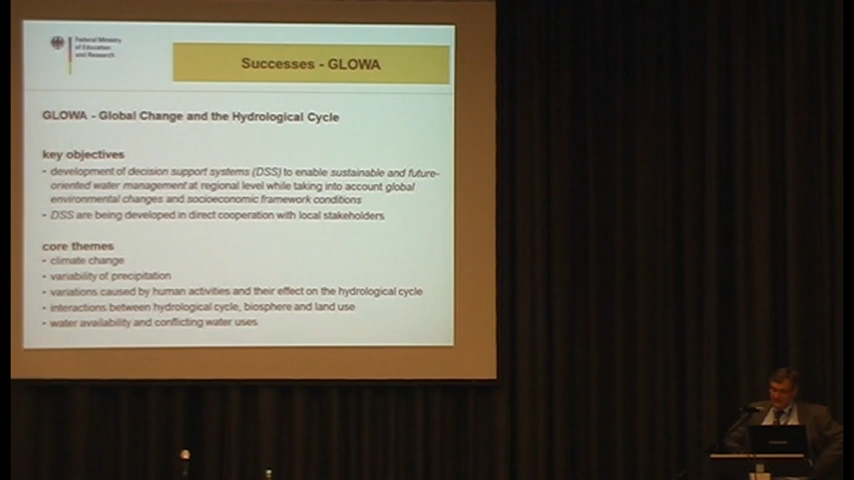 Federal Ministry
of Education
and Research
Successes - GLOWA
GLOWA - Global Change and the Hydrological Cycle
key objectives
- development of decision support systems (DSS) to enable sustainable and future-
oriented water management at regional level while taking into account global
environmental changes and socioeconomic framework conditions
- DSS are being developed in direct cooperation with local stakeholders
core themes
- climate change
- variability of precipitation
- variations caused by human activities and their effect on the hydrological cycle
- interactions between hydrological cycle, biosphere and land use
- water availability and conflicting water uses